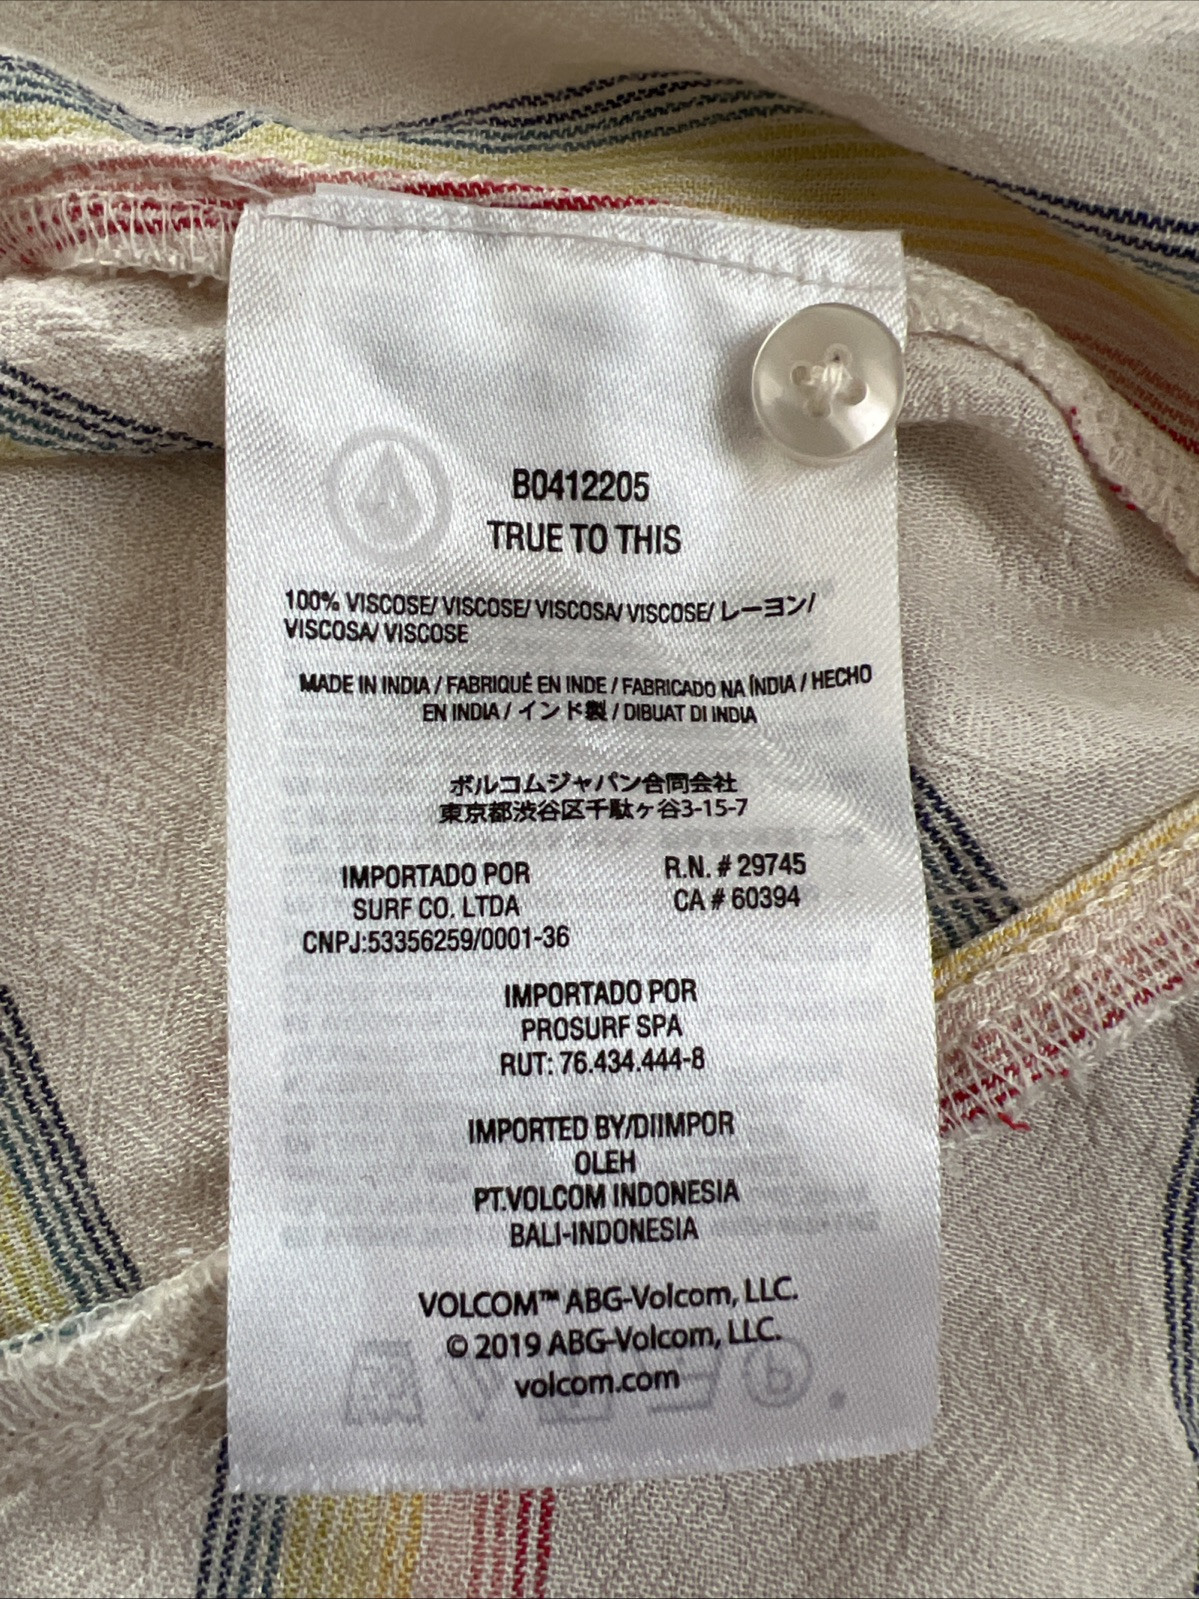 B0412205
TRUE TO THIS
100% VISCOSE/ VISCOSE/ VISCOSA/ VISCOSE/ レーヨン/
VISCOSA/ VISCOSE
MADE IN INDIA / FABRIQUÉ EN INDE / FABRICADO NA ÍNDIA / HECHO
EN INDIA / インド製 / DIBUAT DI INDIA
ボルコムジャパン合同会社
東京都渋谷区千駄ヶ谷3-15-7
IMPORTADO POR
SURF CO. LTDA
CNPJ:53356259/0001-36
R.N. # 29745
CA # 60394
IMPORTADO POR
PROSURF SPA
RUT: 76.434.444-8
IMPORTED BY/DIIMPOR
OLEH
PT.VOLCOM INDONESIA
BALI-INDONESIA
VOLCOM™ ABG-Volcom, LLC.
© 2019 ABG-Volcom, LLC.
volcom.com